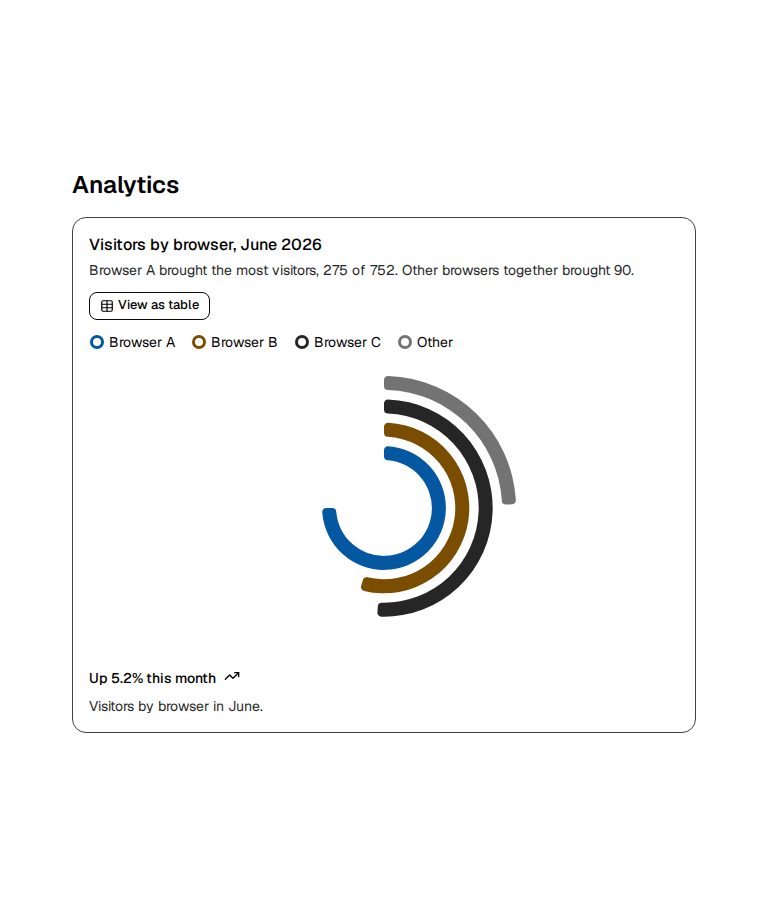 Analytics
Visitors by browser, June 2026
Browser A brought the most visitors, 275 of 752. Other browsers together brought 90.
View as table
Browser A Browser B Browser C Other
Up 5.2% this month
Visitors by browser in June.